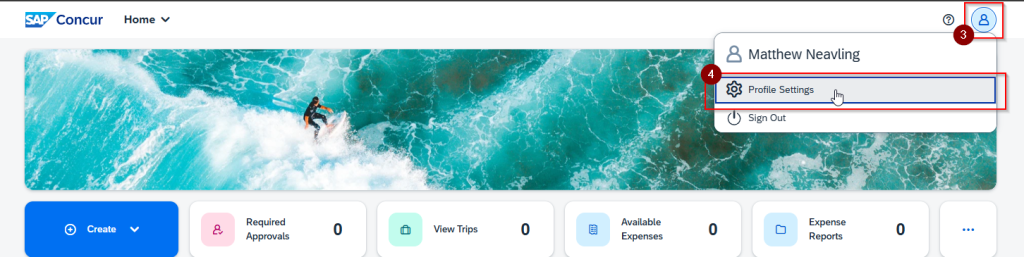 SAP Concur Home
3
Matthew Neavling
4
Profile Settings
Sign Out
Create
Required
Approvals
0
View Trips
0
Available
Expenses
0
Expense
Reports
0